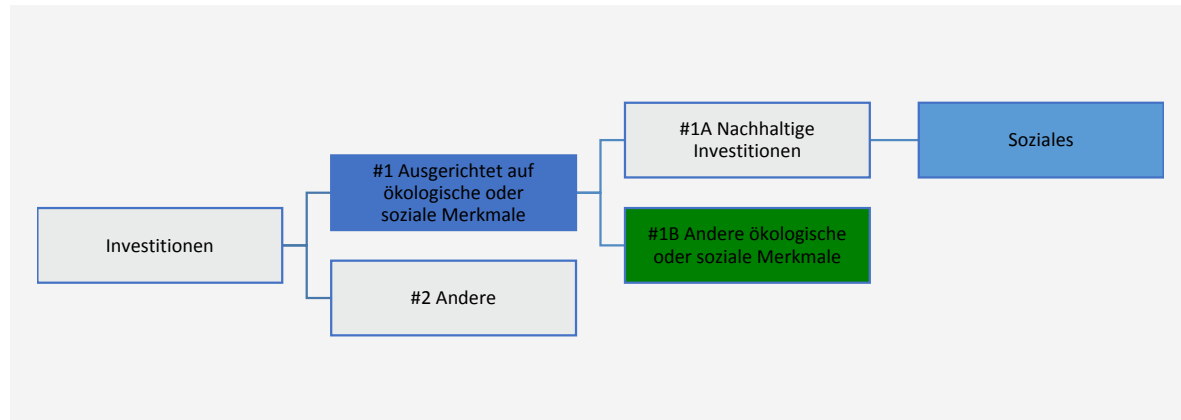 Investitionen
#1 Ausgerichtet auf
ökologische oder
soziale Merkmale
#2 Andere
#1A Nachhaltige
Investitionen
#1B Andere ökologische
oder soziale Merkmale
Soziales